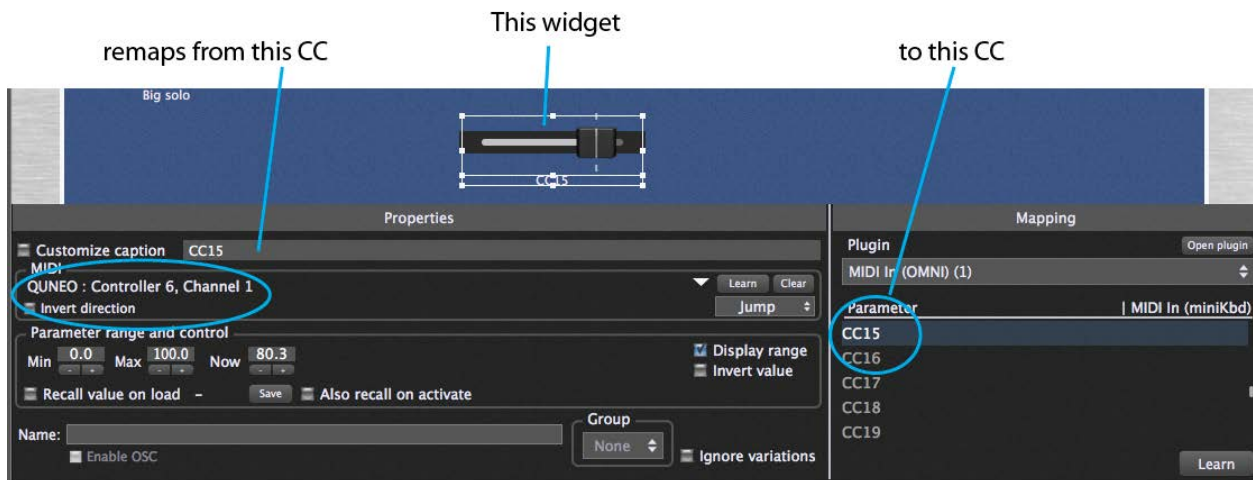 This widget
remaps from this CC
to this CC
Big solo
CC15
Properties
Mapping
Customize caption CC15
MIDI
QUNEO : Controller 6, Channel 1
Learn Clear
Invert direction
Jump
Parameter range and control
Min 0.0 Max 100.0 Now 80.3
Display range
Invert value
Recall value on load – Save Also recall on activate
Name:
Enable OSC
Group
None
Ignore variations
Plugin Open plugin
MIDI In (OMNI) (1)
Parameter | MIDI In (miniKbd)
CC15
CC16
CC17
CC18
CC19
Learn